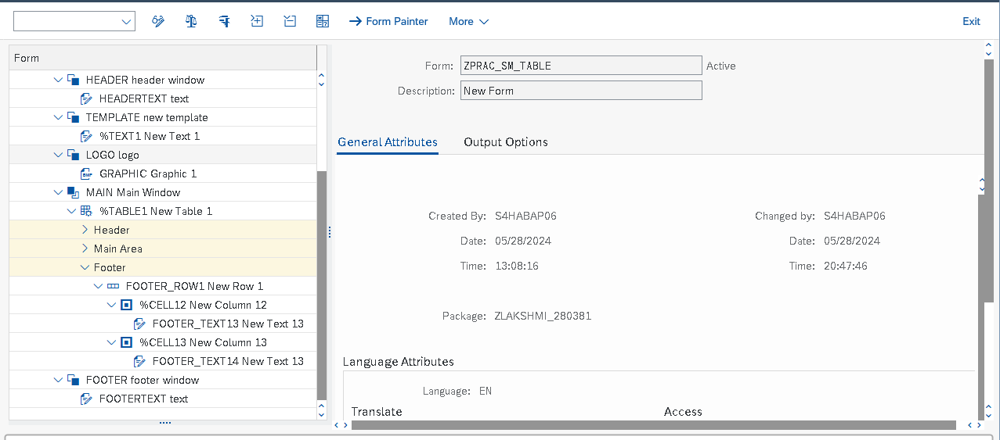 Form Painter More Exit
Form
HEADER header window
HEADERTEXT text
TEMPLATE new template
%TEXT1 New Text 1
LOGO logo
GRAPHIC Graphic 1
MAIN Main Window
%TABLE1 New Table 1
Header
Main Area
Footer
FOOTER_ROW1 New Row 1
%CELL12 New Column 12
FOOTER_TEXT13 New Text 13
%CELL13 New Column 13
FOOTER_TEXT14 New Text 13
FOOTER footer window
FOOTERTEXT text
Form: ZPRAC_SM_TABLE Active
Description: New Form
General Attributes Output Options
Created By: S4HABAP06 Changed by: S4HABAP06
Date: 05/28/2024 Date: 05/28/2024
Time: 13:08:16 Time: 20:47:46
Package: ZLAKSHMI_280381
Language Attributes
Language: EN
Translate Access